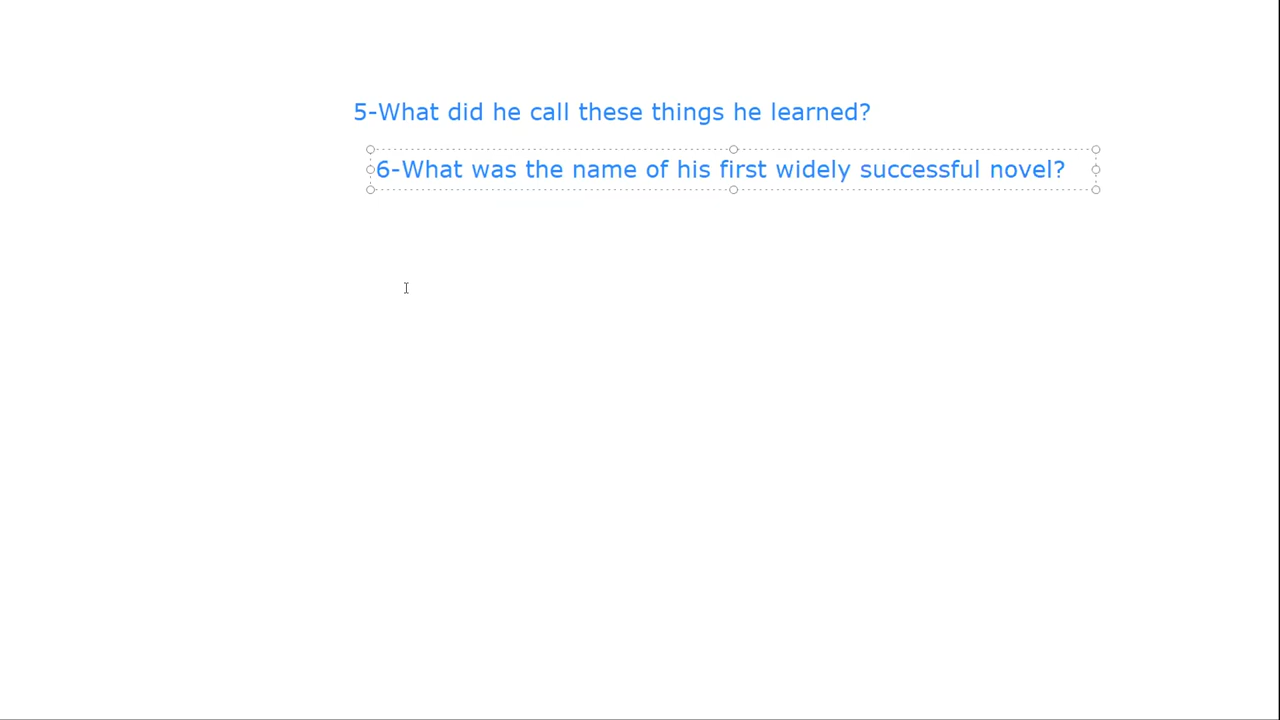 5-What did he call these things he learned?
6-What was the name of his first widely successful novel?